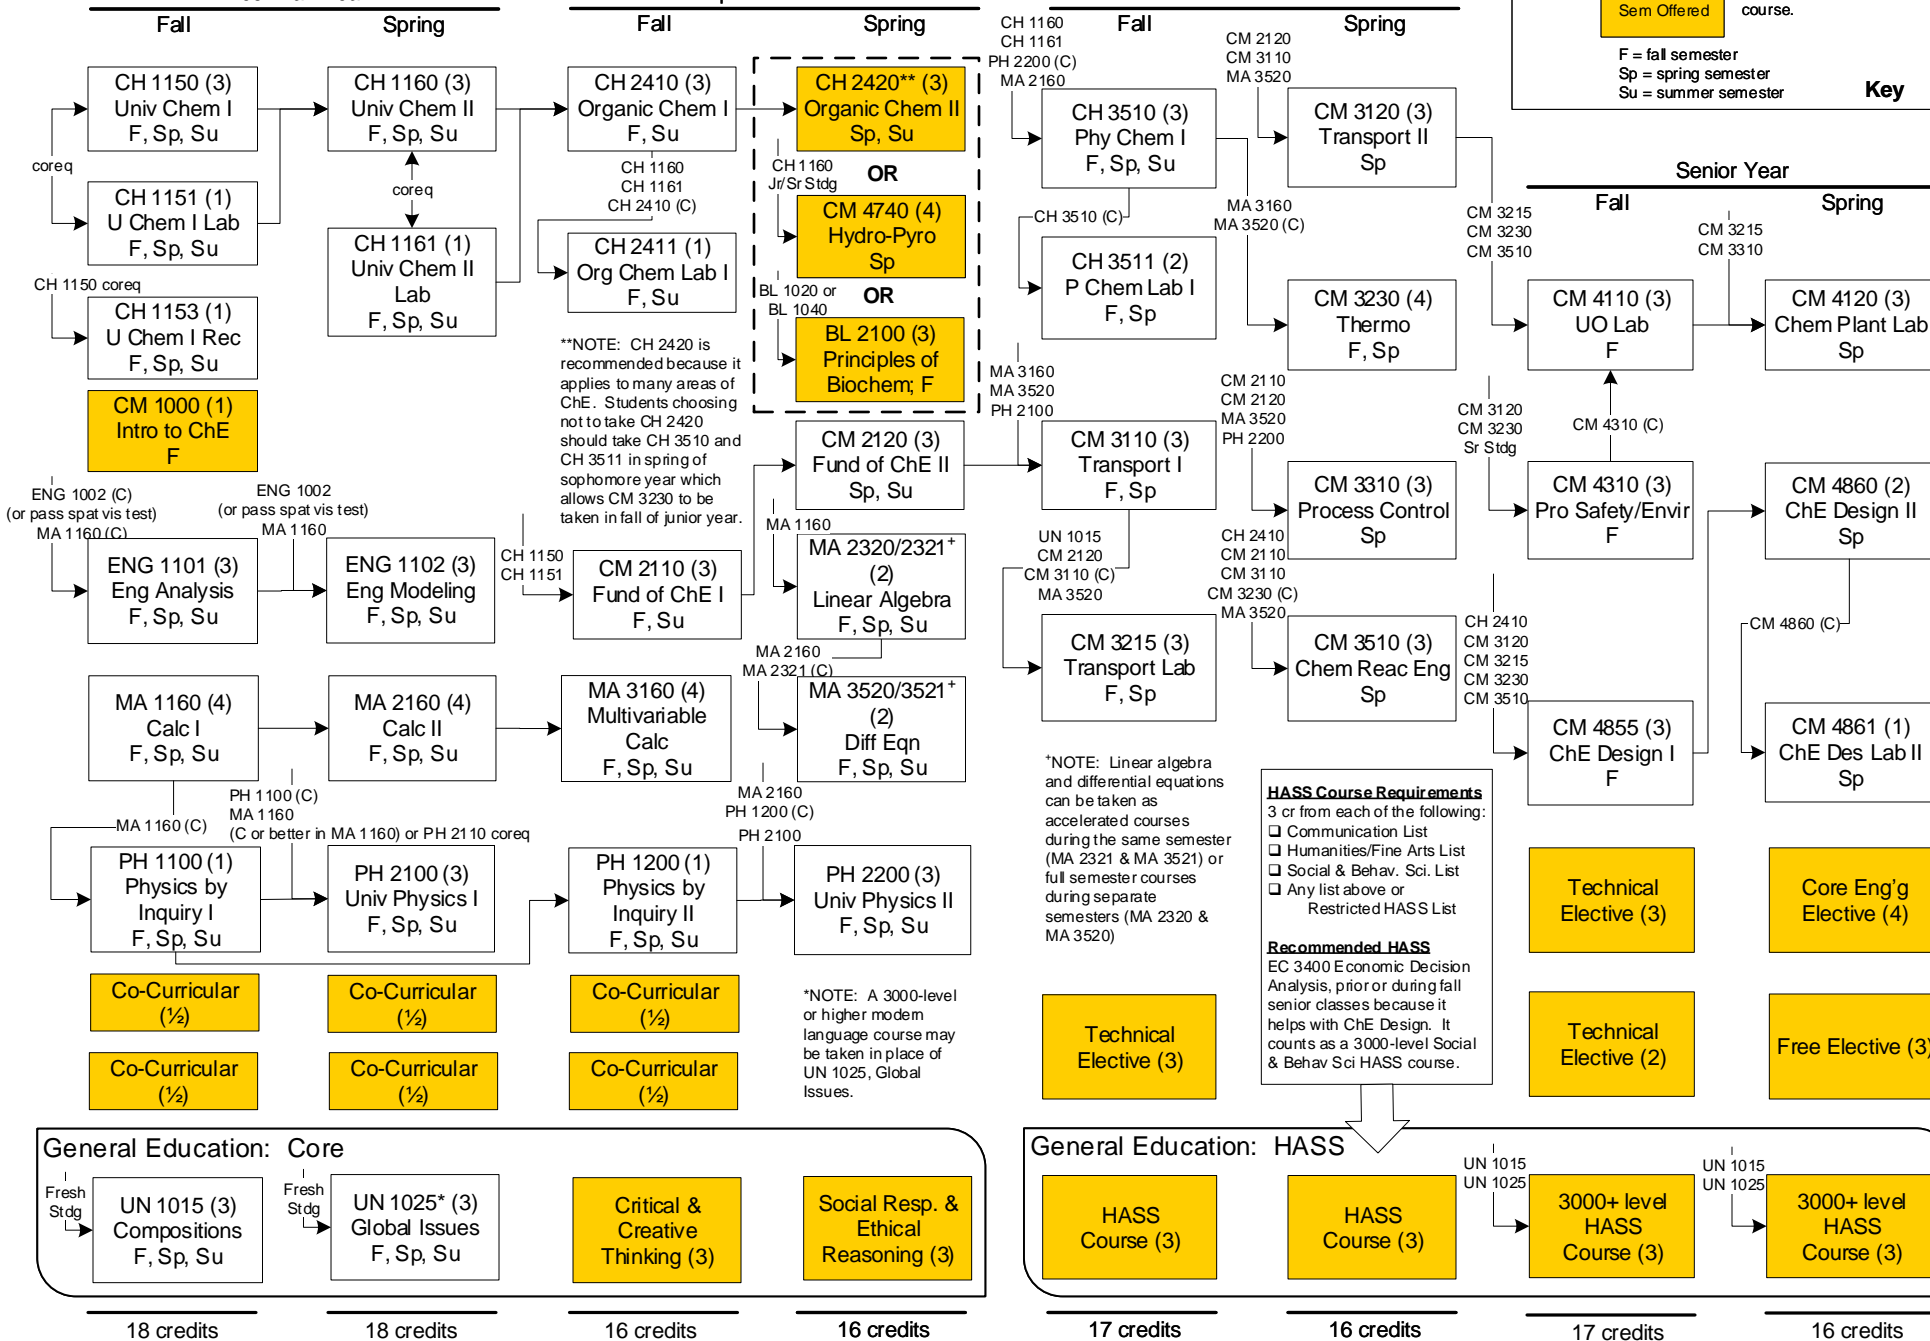 Fall
Spring
Fall
Spring
Fall
Spring
Sem Offered
course.
F = fall semester
Sp = spring semester
Su = summer semester
Key
Senior Year
Fall
Spring
CH 1150 (3)
Univ Chem I
F, Sp, Su
coreq
CH 1151 (1)
U Chem I Lab
F, Sp, Su
CH 1150 coreq
CH 1153 (1)
U Chem I Rec
F, Sp, Su
CM 1000 (1)
Intro to ChE
F
ENG 1002 (C)
(or pass spat vis test)
MA 1160 (C)
ENG 1101 (3)
Eng Analysis
F, Sp, Su
MA 1160 (4)
Calc I
F, Sp, Su
MA 1160 (C)
PH 1100 (1)
Physics by
Inquiry I
F, Sp, Su
Co-Curricular
(½)
Co-Curricular
(½)
CH 1160 (3)
Univ Chem II
F, Sp, Su
coreq
CH 1161 (1)
Univ Chem II
Lab
F, Sp, Su
ENG 1002
(or pass spat vis test)
MA 1160
ENG 1102 (3)
Eng Modeling
F, Sp, Su
MA 2160 (4)
Calc II
F, Sp, Su
PH 1100 (C)
MA 1160
(C or better in MA 1160) or PH 2110 coreq
PH 2100 (3)
Univ Physics I
F, Sp, Su
Co-Curricular
(½)
Co-Curricular
(½)
CH 2410 (3)
Organic Chem I
F, Su
CH 1160
CH 1161
CH 2410 (C)
CH 2411 (1)
Org Chem Lab I
F, Su
**NOTE: CH 2420 is
recommended because it
applies to many areas of
ChE. Students choosing
not to take CH 2420
should take CH 3510 and
CH 3511 in spring of
sophomore year which
allows CM 3230 to be
taken in fall of junior year.
CH 1150
CH 1151
CM 2110 (3)
Fund of ChE I
F, Su
MA 3160 (4)
Multivariable
Calc
F, Sp, Su
PH 1200 (1)
Physics by
Inquiry II
F, Sp, Su
Co-Curricular
(½)
Co-Curricular
(½)
CH 2420** (3)
Organic Chem II
Sp, Su
CH 1160
Jr/Sr Stdg
OR
CM 4740 (4)
Hydro-Pyro
Sp
BL 1020 or
BL 1040
OR
BL 2100 (3)
Principles of
Biochem; F
CM 2120 (3)
Fund of ChE II
Sp, Su
MA 1160
MA 2320/2321+
(2)
Linear Algebra
F, Sp, Su
MA 2160
MA 2321 (C)
MA 3520/3521+
(2)
Diff Eqn
F, Sp, Su
MA 2160
PH 1200 (C)
PH 2100
PH 2200 (3)
Univ Physics II
F, Sp, Su
*NOTE: A 3000-level
or higher modern
language course may
be taken in place of
UN 1025, Global
Issues.
CH 1160
CH 1161
PH 2200 (C)
MA 2160
CH 3510 (3)
Phy Chem I
F, Sp, Su
CH 3510 (C)
CH 3511 (2)
P Chem Lab I
F, Sp
MA 3160
MA 3520
PH 2100
CM 3110 (3)
Transport I
F, Sp
UN 1015
CM 2120
CM 3110 (C)
MA 3520
CM 3215 (3)
Transport Lab
F, Sp
+NOTE: Linear algebra
and differential equations
can be taken as
accelerated courses
during the same semester
(MA 2321 & MA 3521) or
full semester courses
during separate
semesters (MA 2320 &
MA 3520)
Technical
Elective (3)
CM 2120
CM 3110
MA 3520
CM 3120 (3)
Transport II
Sp
MA 3160
MA 3520 (C)
CM 3230 (4)
Thermo
F, Sp
CM 2110
CM 2120
MA 3520
PH 2200
CM 3310 (3)
Process Control
Sp
CH 2410
CM 2110
CM 3110
CM 3230 (C)
MA 3520
CM 3510 (3)
Chem Reac Eng
Sp
HASS Course Requirements
3 cr from each of the following:
❑ Communication List
❑ Humanities/Fine Arts List
❑ Social & Behav. Sci. List
❑ Any list above or
Restricted HASS List
Recommended HASS
EC 3400 Economic Decision
Analysis, prior or during fall
senior classes because it
helps with ChE Design. It
counts as a 3000-level Social
& Behav Sci HASS course.
CM 3215
CM 3230
CM 3510
CM 4110 (3)
UO Lab
F
CM 3120
CM 3230
Sr Stdg
CM 4310 (C)
CM 4310 (3)
Pro Safety/Envir
F
CH 2410
CM 3120
CM 3215
CM 3230
CM 3510
CM 4855 (3)
ChE Design I
F
Technical
Elective (3)
Technical
Elective (2)
CM 3215
CM 3310
CM 4120 (3)
Chem Plant Lab
Sp
CM 4860 (2)
ChE Design II
Sp
CM 4860 (C)
CM 4861 (1)
ChE Des Lab II
Sp
Core Eng'g
Elective (4)
Free Elective (3)
General Education: Core
Fresh
Stdg
UN 1015 (3)
Compositions
F, Sp, Su
Fresh
Stdg
UN 1025* (3)
Global Issues
F, Sp, Su
Critical &
Creative
Thinking (3)
Social Resp. &
Ethical
Reasoning (3)
General Education: HASS
HASS
Course (3)
HASS
Course (3)
UN 1015
UN 1025
3000+ level
HASS
Course (3)
UN 1015
UN 1025
3000+ level
HASS
Course (3)
18 credits
18 credits
16 credits
16 credits
17 credits
16 credits
17 credits
16 credits